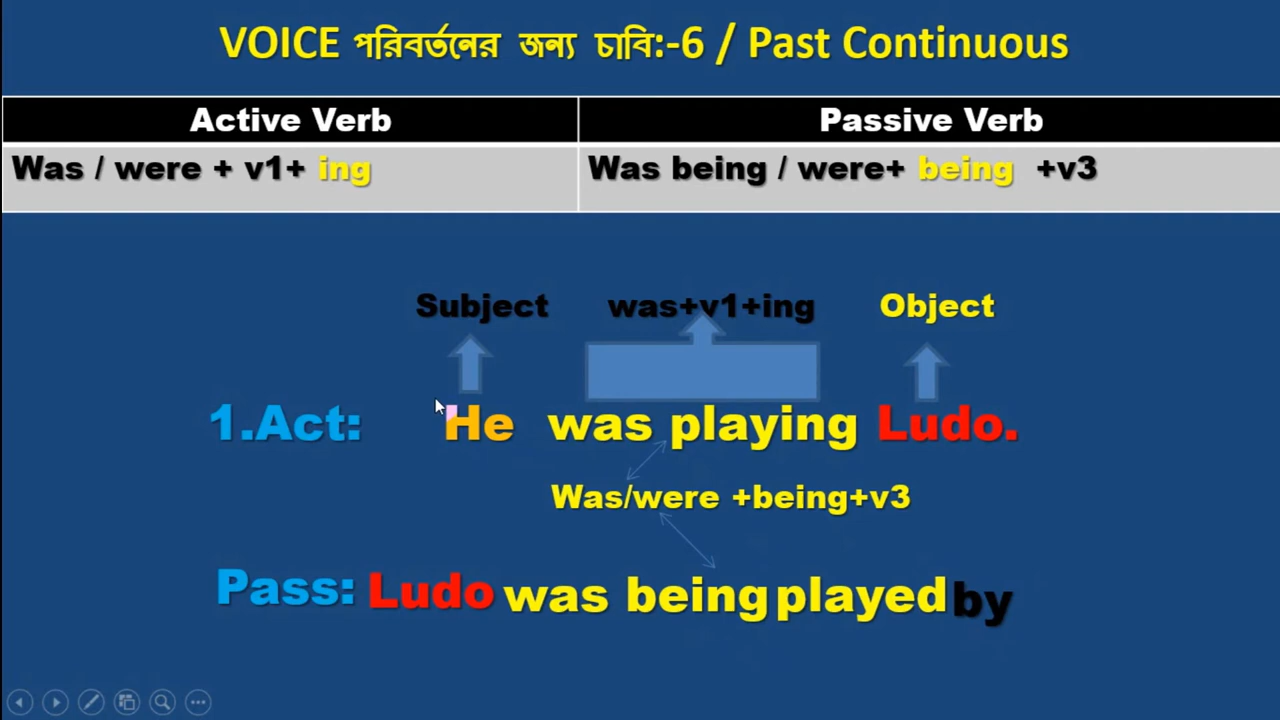 VOICE পরিবর্তনের জন্য চাবি:-6 / Past Continuous
Active Verb Passive Verb
Was / were + v1+ ing Was being / were+ being +v3
Subject was+v1+ing Object
1.Act: He was playing Ludo.
Was/were +being+v3
Pass: Ludo was being played by